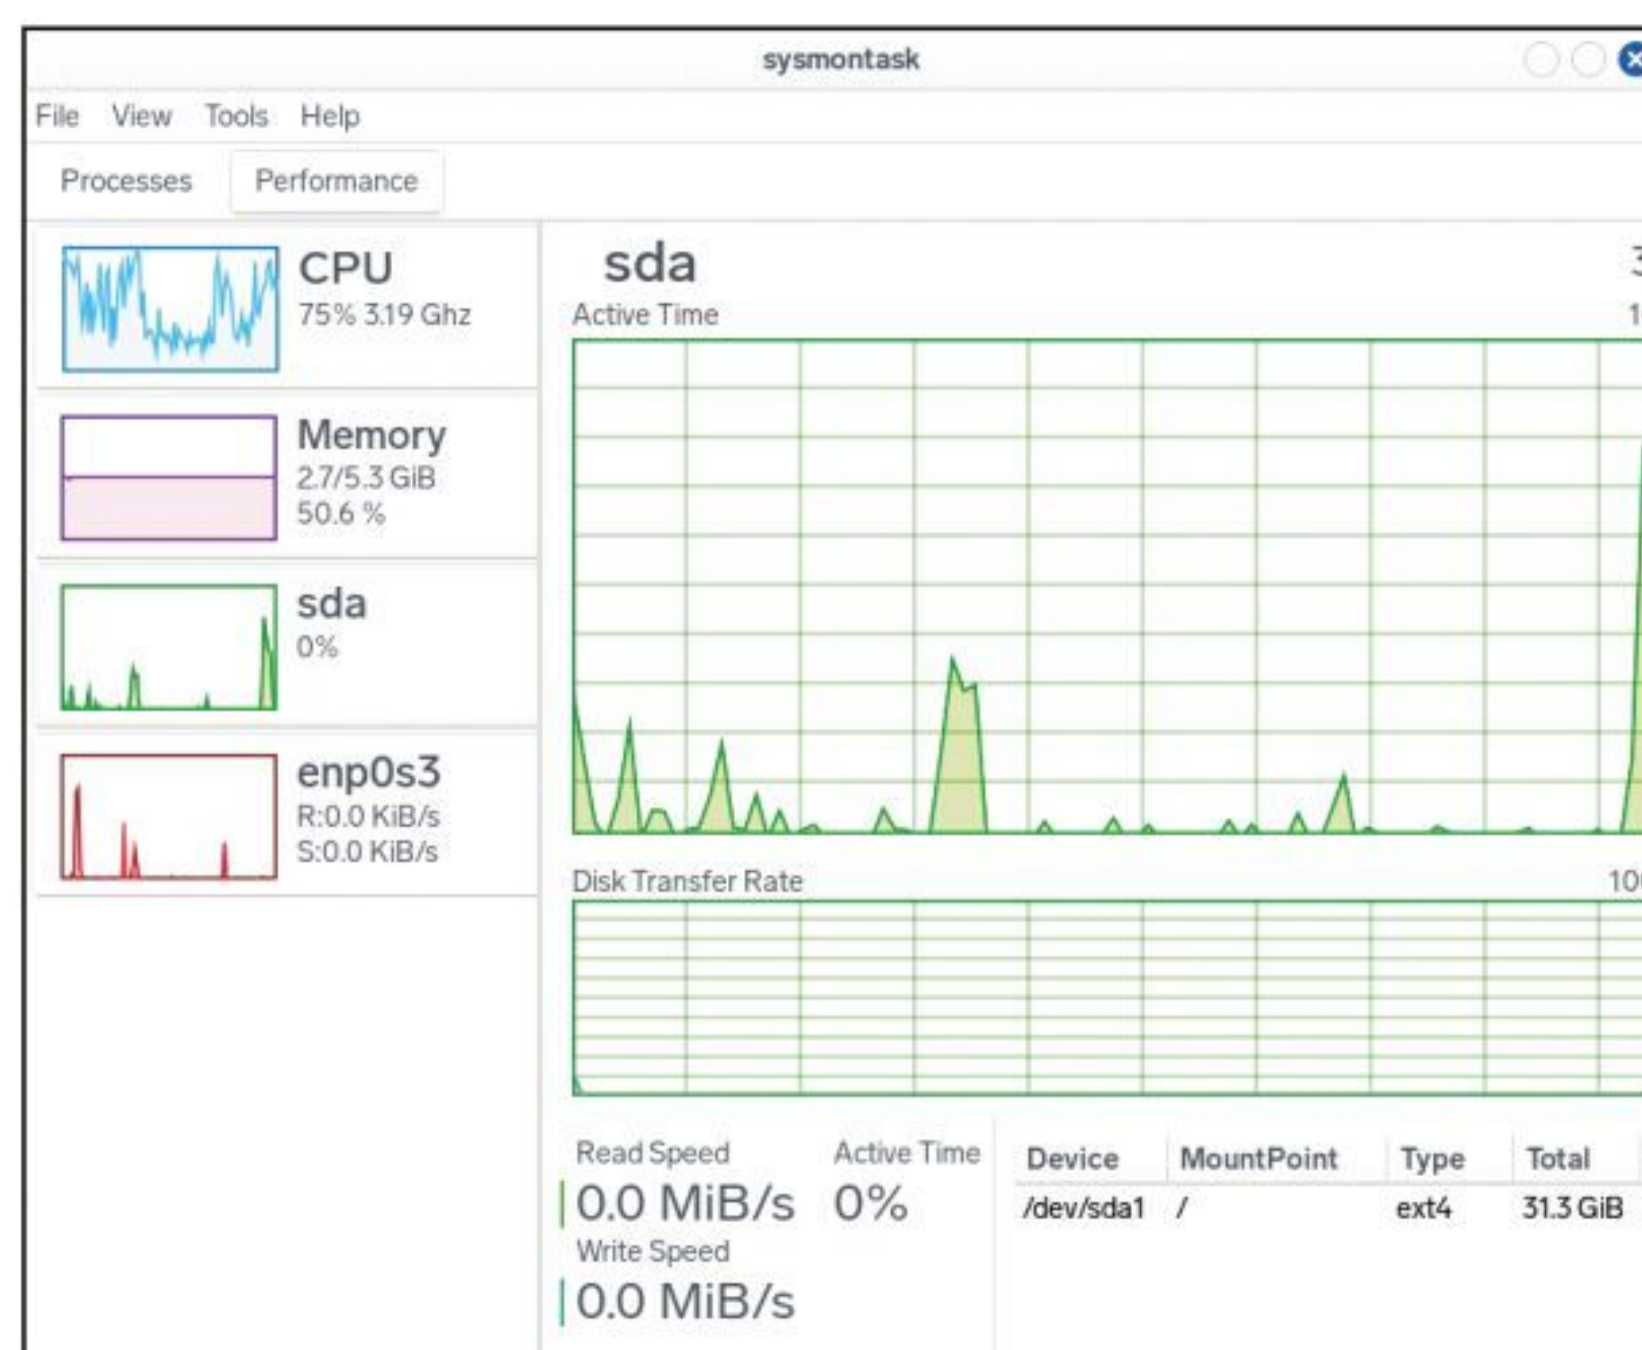 sysmontask
File View Tools Help
Processes Performance
CPU
75% 3.19 Ghz
Memory
2.7/5.3 GiB
50.6 %
sda
0%
enp0s3
R:0.0 KiB/s
S:0.0 KiB/s
sda
Active Time
Disk Transfer Rate
Read Speed Active Time
0.0 MiB/s 0%
Write Speed
0.0 MiB/s
Device MountPoint Type Total
/dev/sda1 / ext4 31.3 GiB